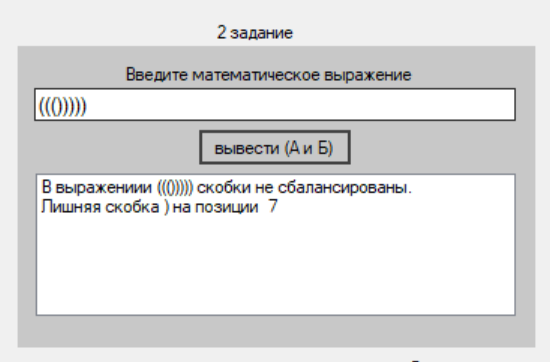 2 задание
Введите математическое выражение
((()))))
вывести (А и Б)
В выражениии ((())))) скобки не сбалансированы.
Лишняя скобка ) на позиции 7